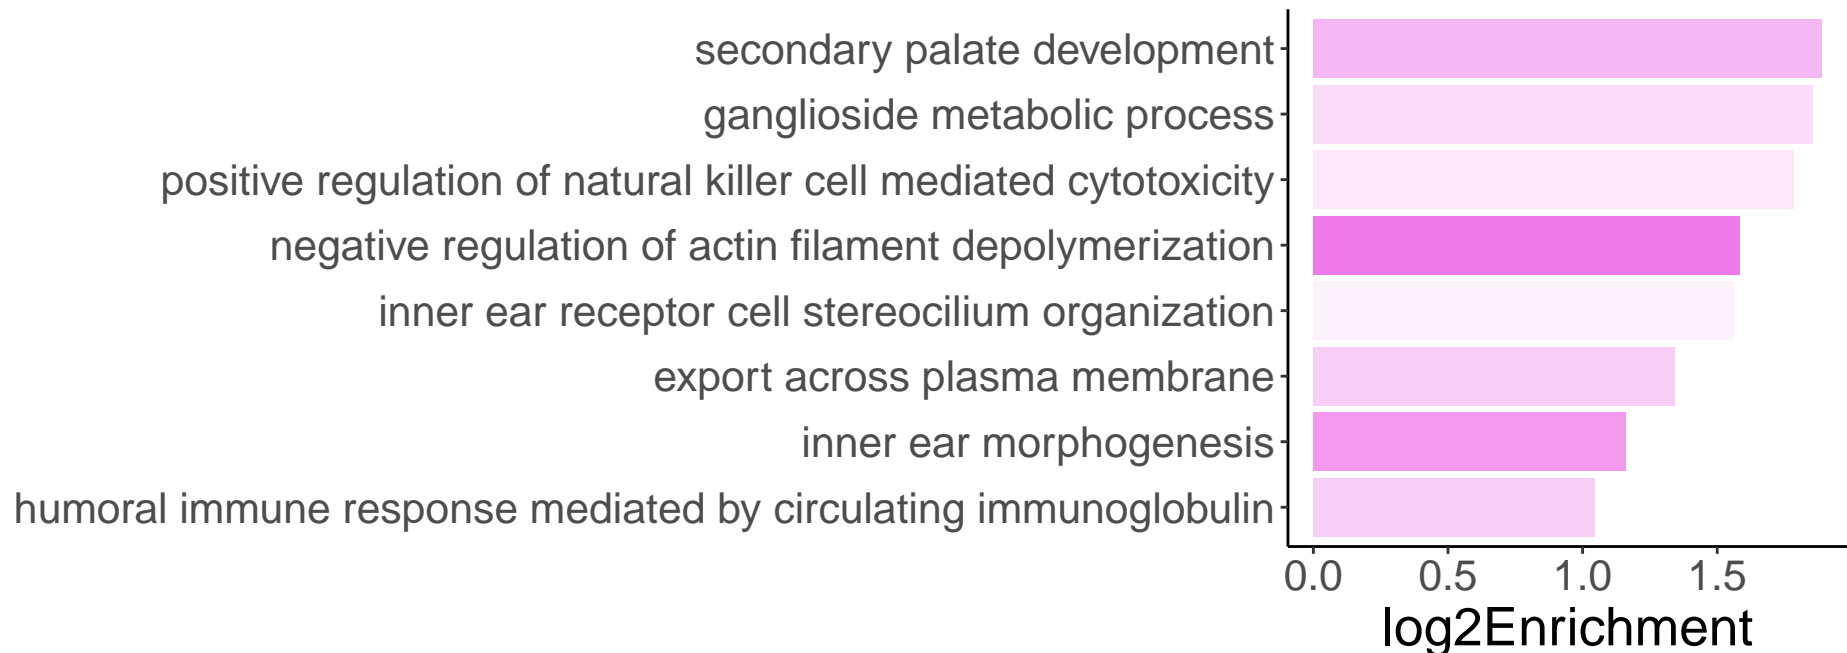 secondary palate development
ganglioside metabolic process
positive regulation of natural killer cell mediated cytotoxicity
negative regulation of actin filament depolymerization
inner ear receptor cell stereocilium organization
export across plasma membrane
inner ear morphogenesis
humoral immune response mediated by circulating immunoglobulin
0.0 0.5 1.0 1.5
log2Enrichment